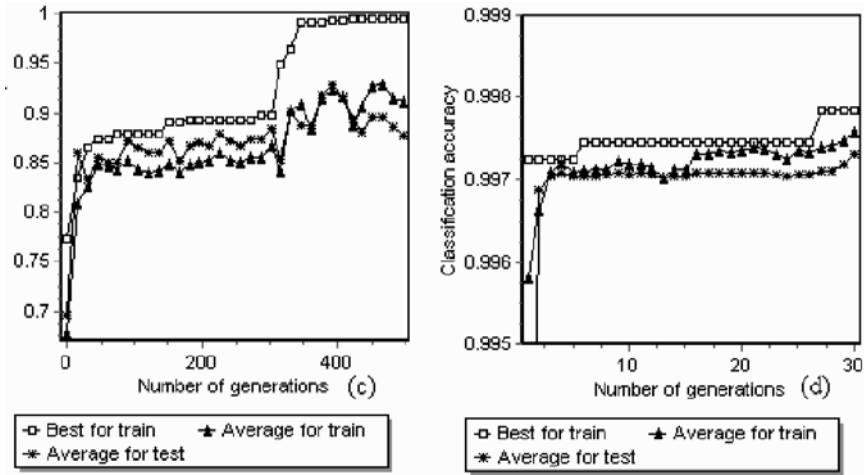 1
0.95
0.9
0.85
0.8
0.75
0.7
0
200
400
Number of generations (c)
Best for train
Average for train
Average for test
0.999
0.998
0.997
0.996
0.995
Classification accuracy
10
20
30
Number of generations (d)
Best for train
Average for train
Average for test